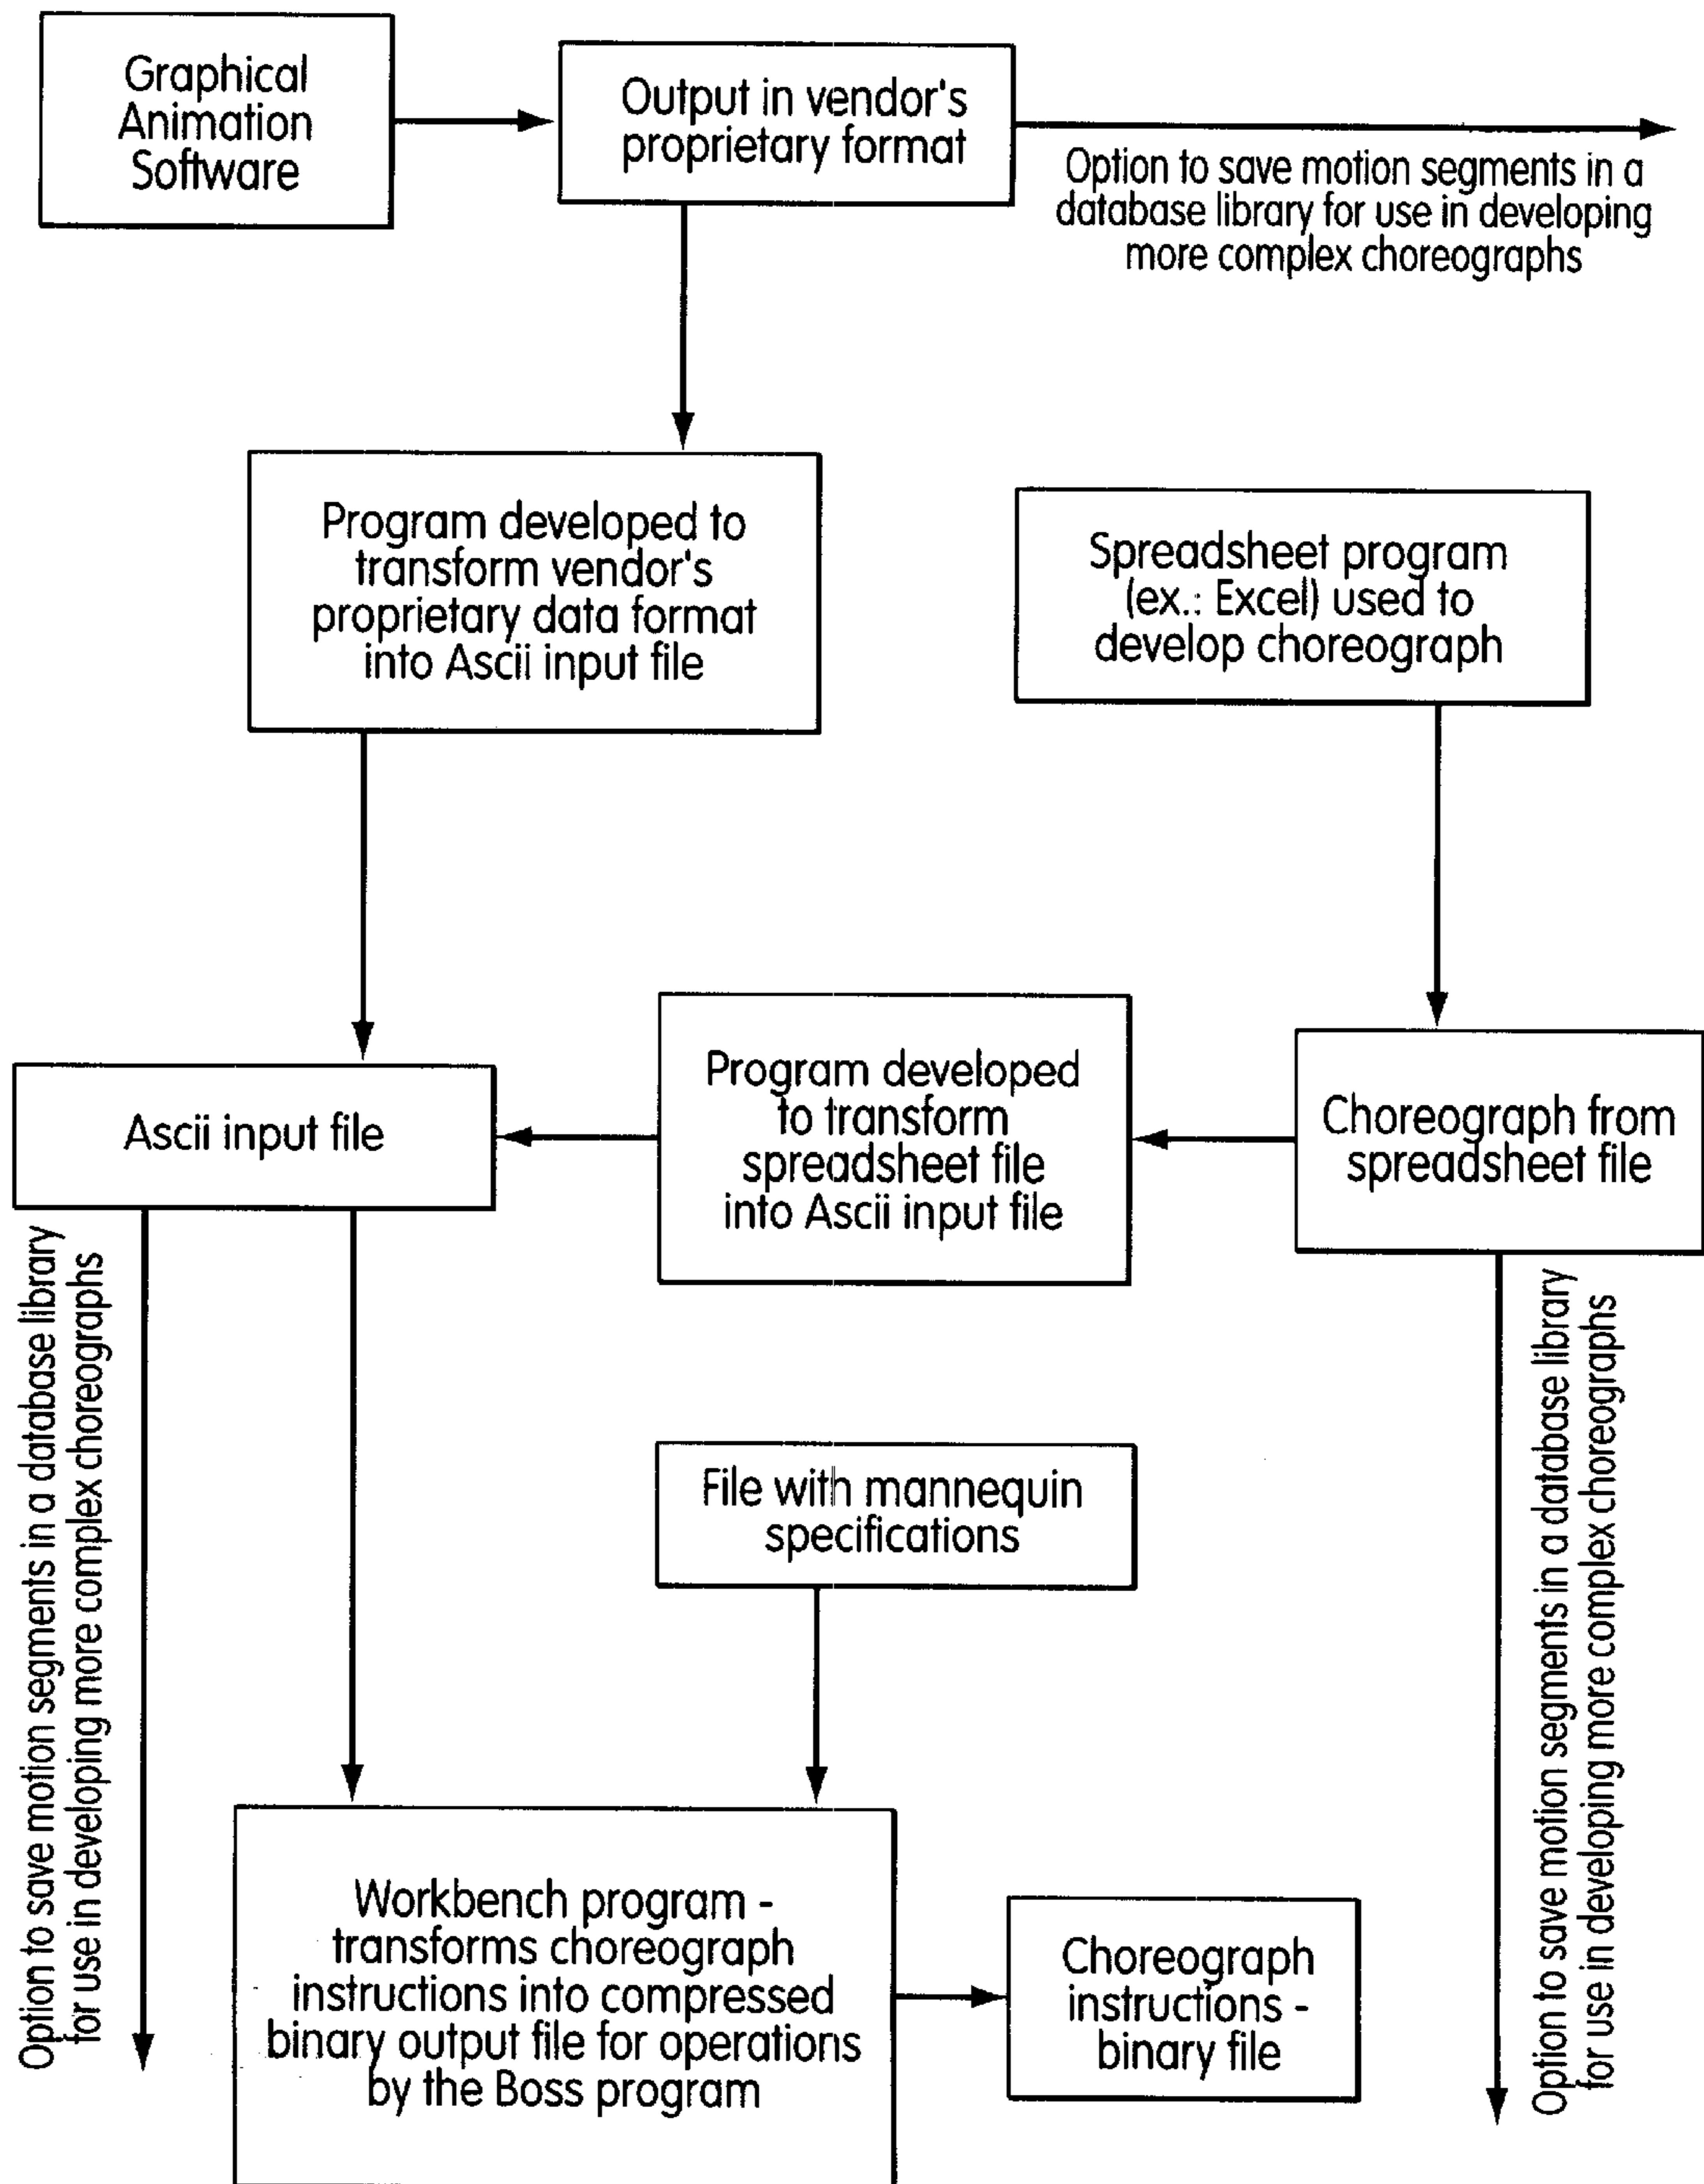 Graphical
Animation
Software
Output in vendor's
proprietary format
Option to save motion segments in a
database library for use in developing
more complex choreographs
Program developed to
transform vendor's
proprietary data format
into Ascii input file
Spreadsheet program
(ex.: Excel) used to
develop choreograph
Ascii input file
Program developed
to transform
spreadsheet file
into Ascii input file
Choreograph from
spreadsheet file
Option to save motion segments in a database library
for use in developing more complex choreographs
File with mannequin
specifications
Option to save motion segments in a database library
for use in developing more complex choreographs
Workbench program -
transforms choreograph
instructions into compressed
binary output file for operations
by the Boss program
Choreograph
instructions -
binary file